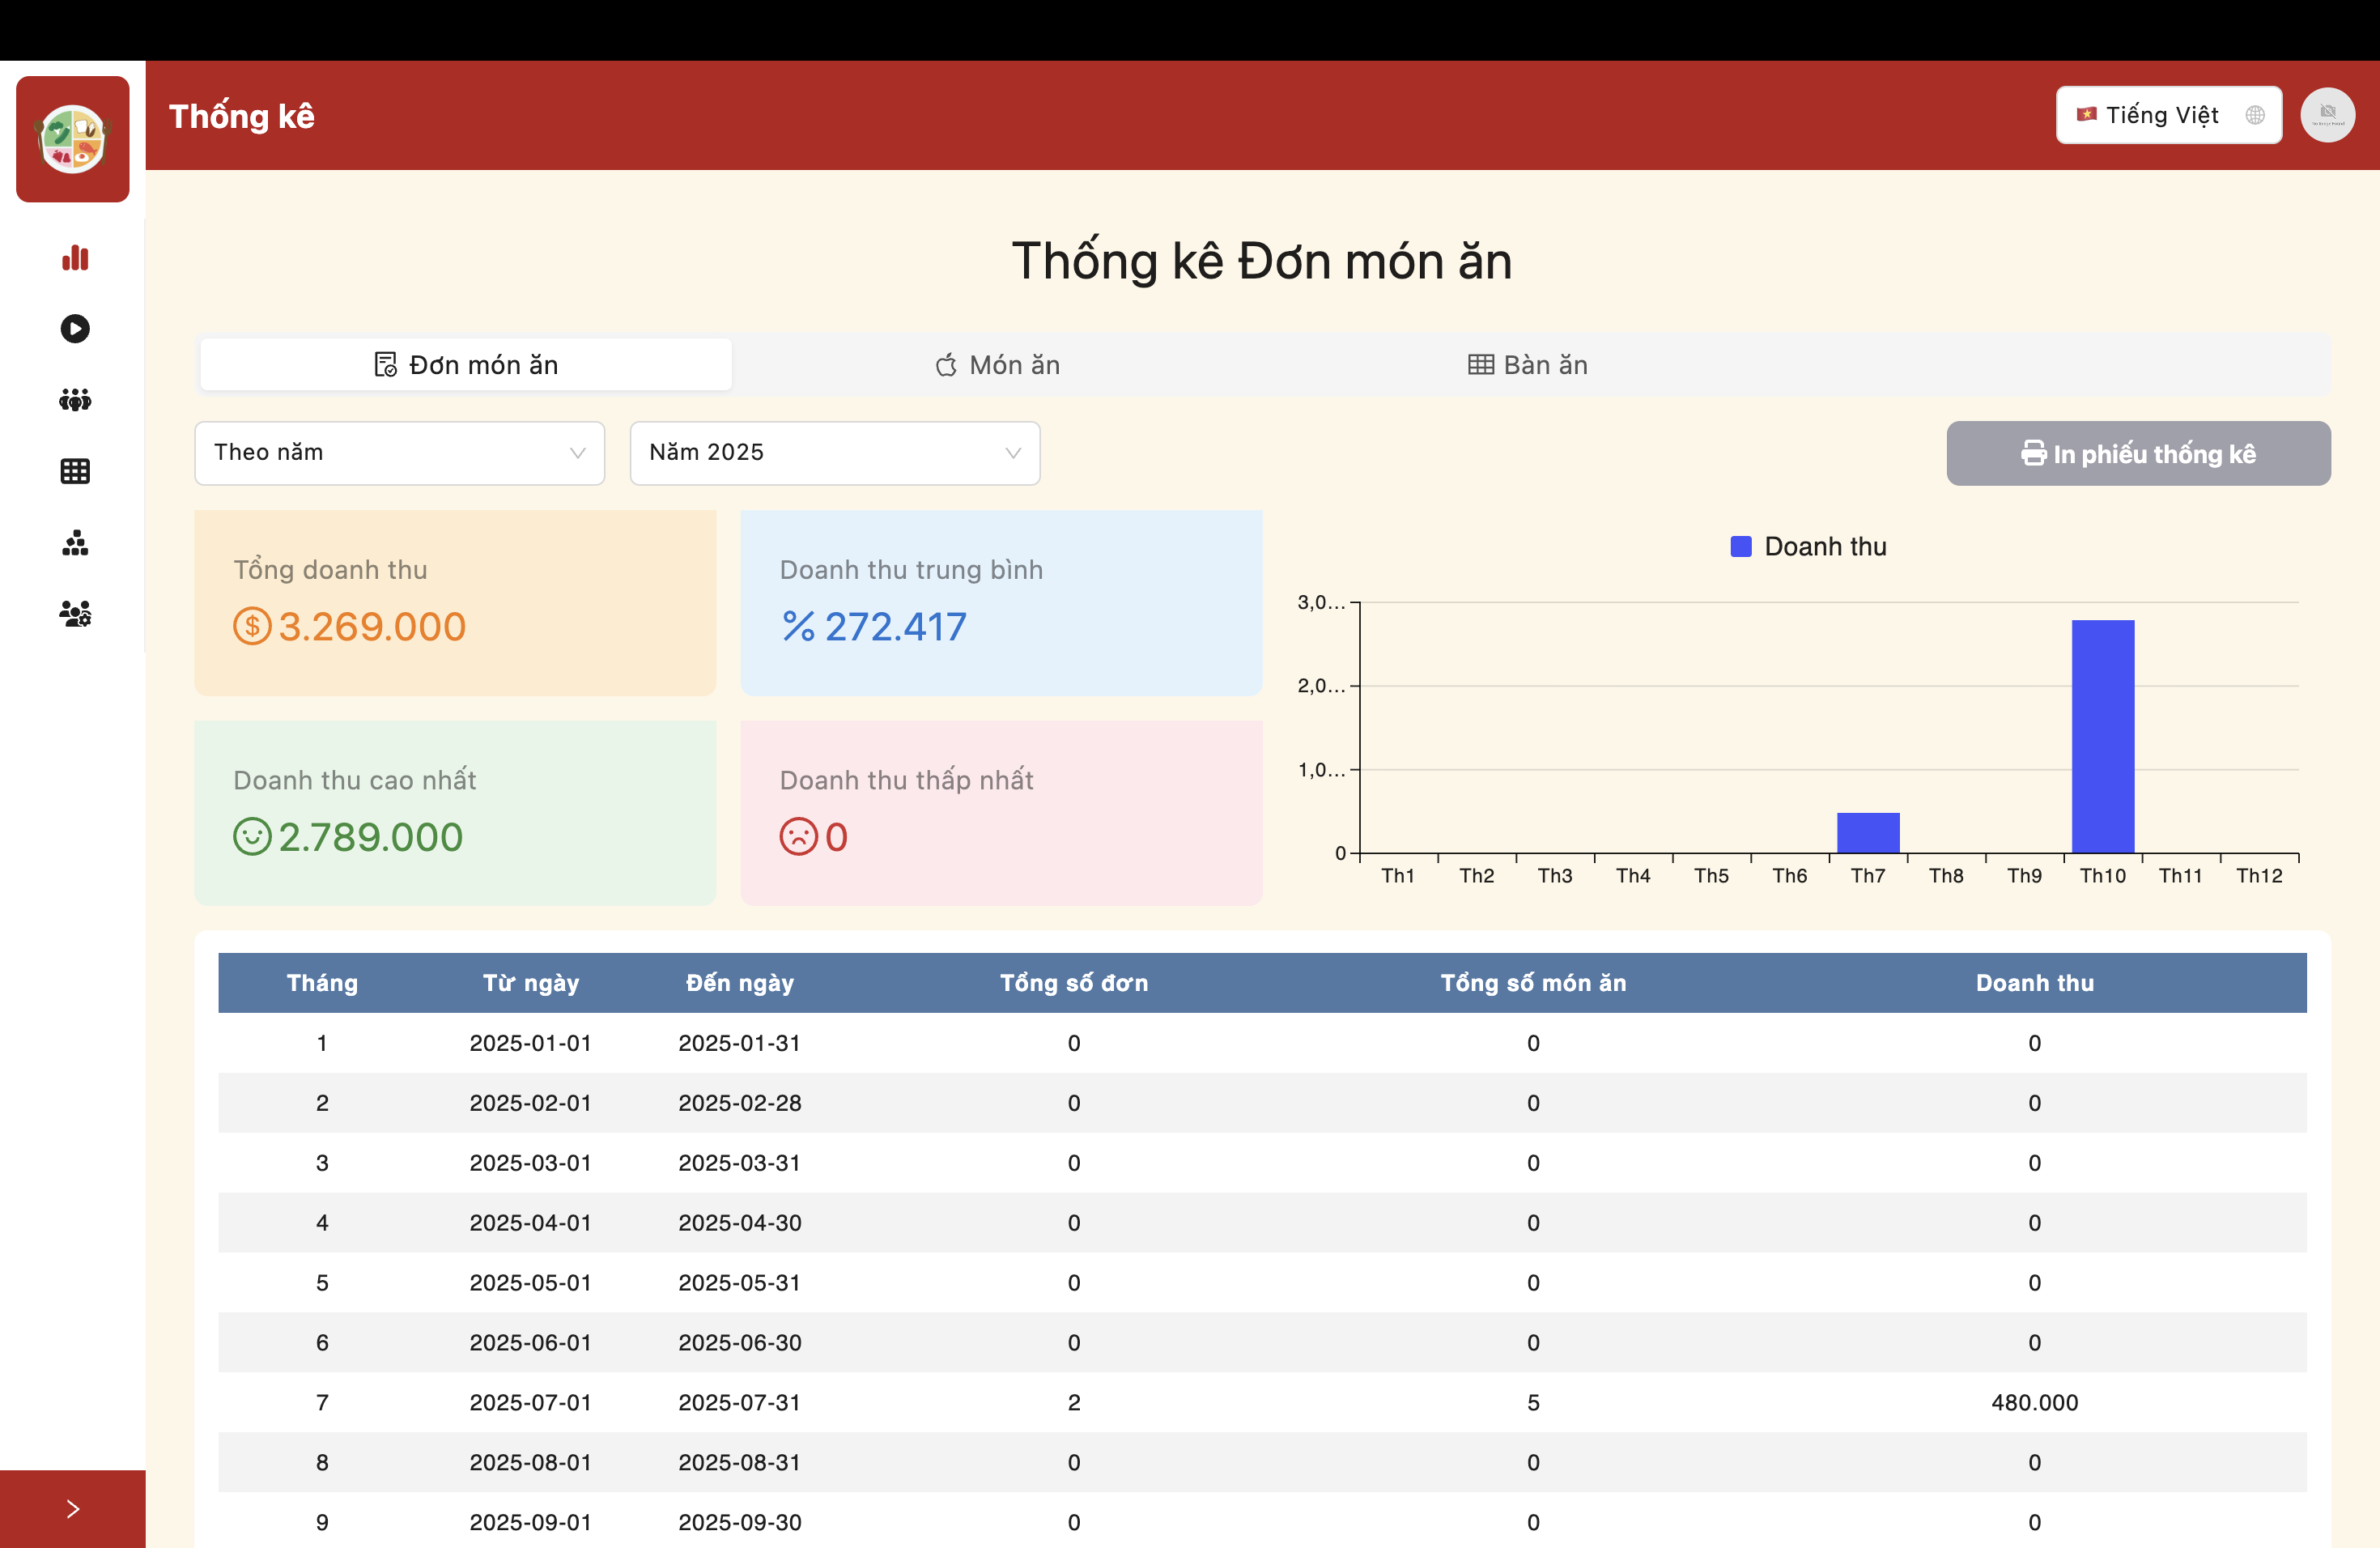 Thống kê
Tiếng Việt
Thống kê Đơn món ăn
Đơn món ăn
Món ăn
Bàn ăn
Theo năm
Năm 2025
In phiếu thống kê
Tổng doanh thu
3.269.000
Doanh thu trung bình
% 272.417
Doanh thu cao nhất
2.789.000
Doanh thu thấp nhất
0
Doanh thu
3,0...
2,0...
1,0...
0
Th1 Th2 Th3 Th4 Th5 Th6 Th7 Th8 Th9 Th10 Th11 Th12
Tháng Từ ngày Đến ngày Tổng số đơn Tổng số món ăn Doanh thu
1 2025-01-01 2025-01-31 0 0 0
2 2025-02-01 2025-02-28 0 0 0
3 2025-03-01 2025-03-31 0 0 0
4 2025-04-01 2025-04-30 0 0 0
5 2025-05-01 2025-05-31 0 0 0
6 2025-06-01 2025-06-30 0 0 0
7 2025-07-01 2025-07-31 2 5 480.000
8 2025-08-01 2025-08-31 0 0 0
9 2025-09-01 2025-09-30 0 0 0